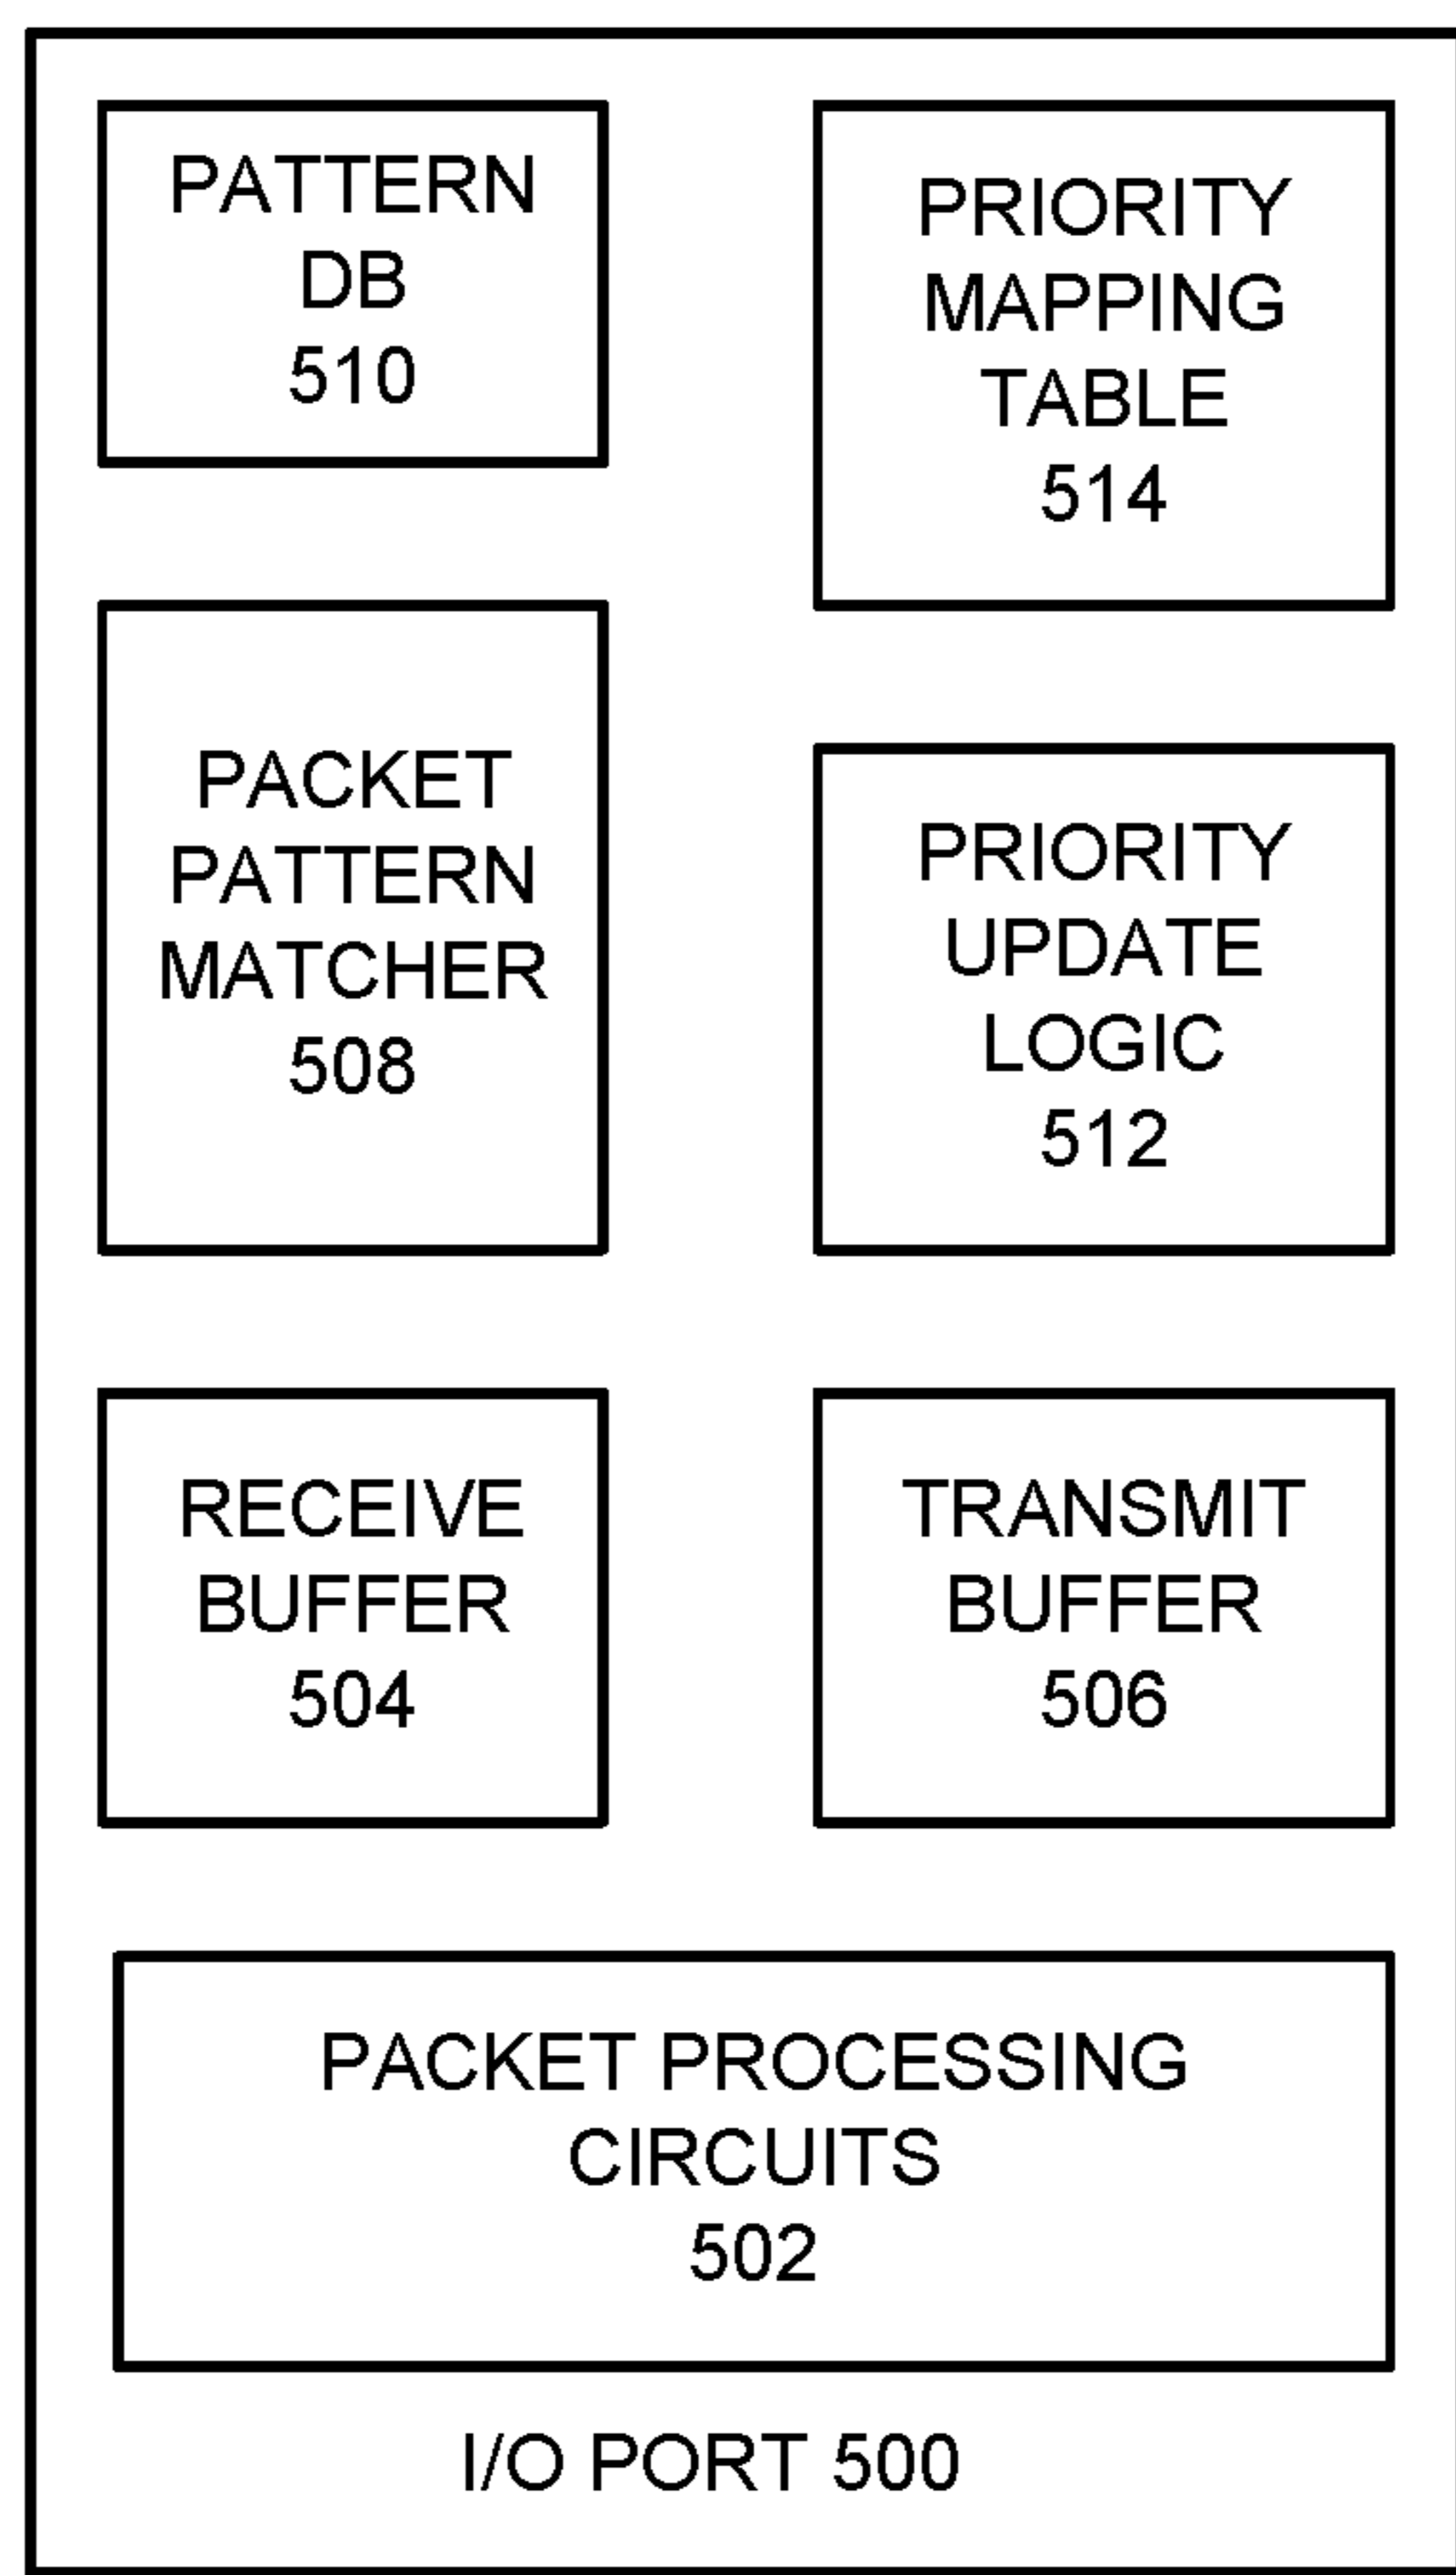 PATTERN
DB
510
PRIORITY
MAPPING
TABLE
514
PACKET
PATTERN
MATCHER
508
PRIORITY
UPDATE
LOGIC
512
RECEIVE
BUFFER
504
TRANSMIT
BUFFER
506
PACKET PROCESSING
CIRCUITS
502
I/O PORT 500